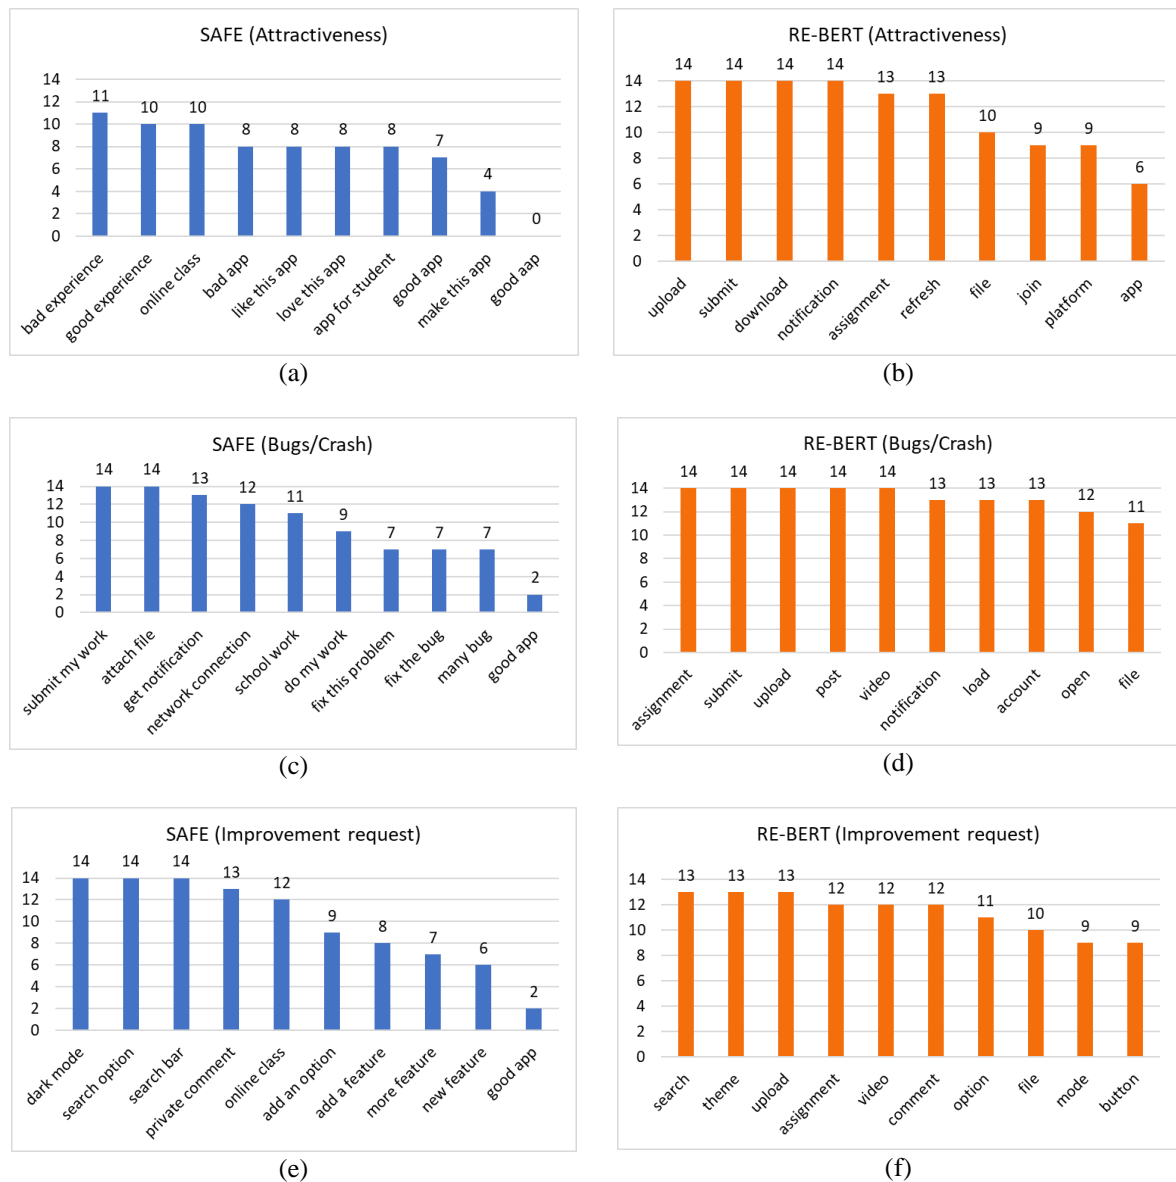 SAFE (Attractiveness)
14
12
10
8
6
4
2
0
11
10
10
8
8
8
8
7
4
0
bad experience
good experience
online class
bad app
like this app
love this app
app for student
good app
make this app
good aap
(a)
RE-BERT (Attractiveness)
14
12
10
8
6
4
2
0
14
14
14
14
13
13
10
9
9
6
upload
submit
download
notification
assignment
refresh
file
join
platform
app
(b)
SAFE (Bugs/Crash)
14
12
10
8
6
4
2
0
14
14
13
12
11
9
7
7
7
2
submit my work
attach file
get notification
network connection
school work
do my work
fix this problem
fix the bug
many bug
good app
(c)
RE-BERT (Bugs/Crash)
14
12
10
8
6
4
2
0
14
14
14
14
14
13
13
13
12
11
assignment
submit
upload
post
video
notification
load
account
open
file
(d)
SAFE (Improvement request)
14
12
10
8
6
4
2
0
14
14
14
13
12
9
8
7
6
2
dark mode
search option
search bar
private comment
online class
add an option
add a feature
more feature
new feature
good app
(e)
RE-BERT (Improvement request)
14
12
10
8
6
4
2
0
13
13
13
12
12
12
11
10
9
9
search
theme
upload
assignment
video
comment
option
file
mode
button
(f)